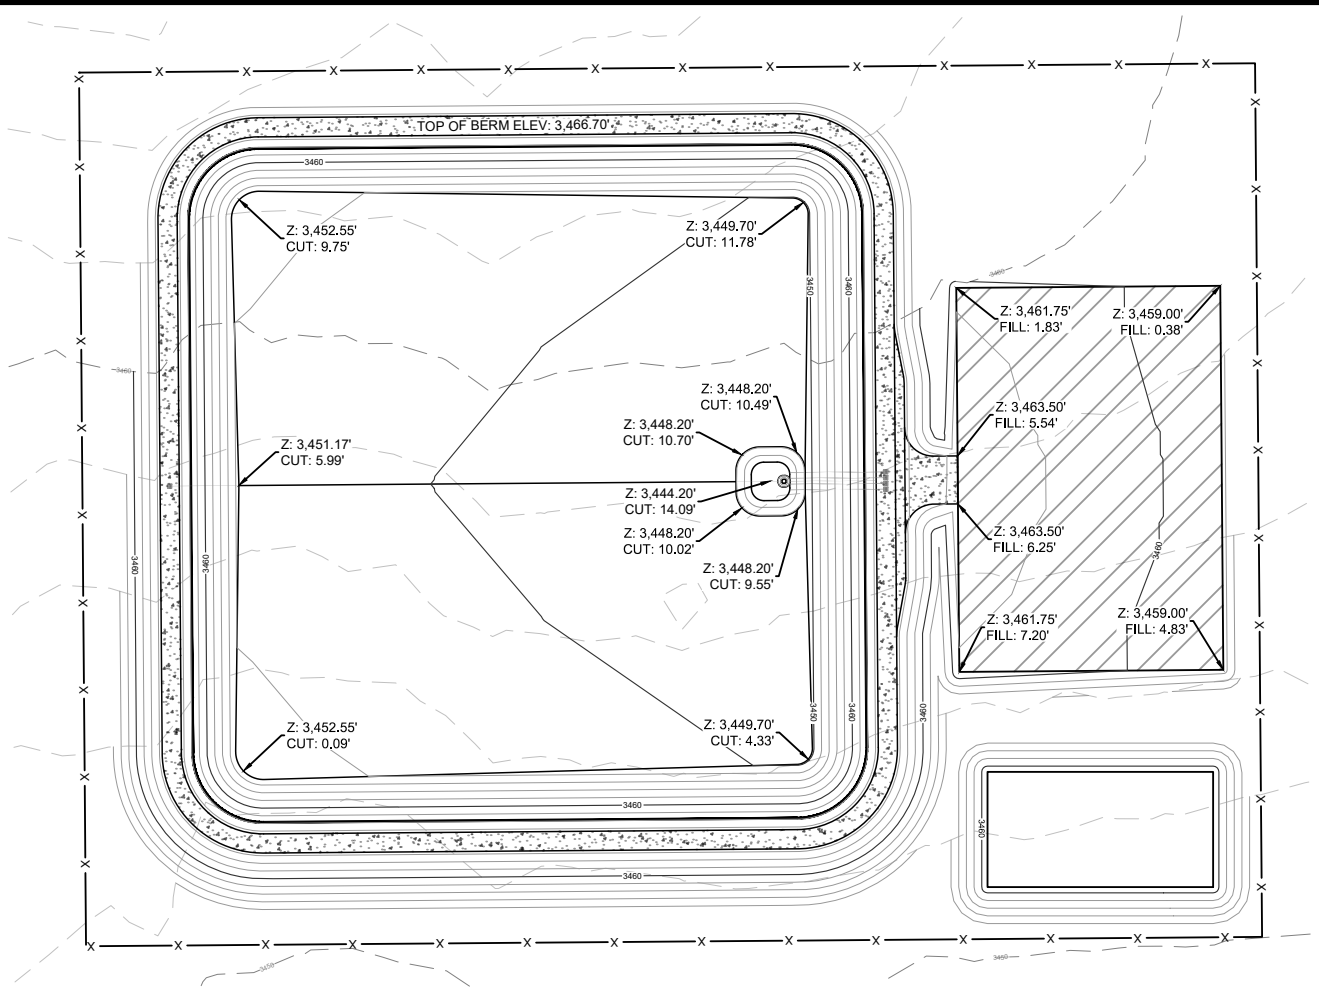 X X X X X X X X X X X X X X
TOP OF BERM ELEV: 3,466.70'
3460
Z: 3,452.55'
CUT: 9.75'
Z: 3,449.70'
CUT: 11.78'
3460
3450
3460
Z: 3,461.75'
FILL: 1.83'
Z: 3,459.00'
FILL: 0.38'
3460
Z: 3,448.20'
CUT: 10.49'
Z: 3,463.50'
FILL: 5.54'
Z: 3,448.20'
CUT: 10.70'
Z: 3,451.17'
CUT: 5.99'
Z: 3,444.20'
CUT: 14.09'
Z: 3,448.20'
CUT: 10.02'
Z: 3,463.50'
FILL: 6.25'
3460
3460
3460
Z: 3,448.20'
CUT: 9.55'
Z: 3,461.75'
FILL: 7.20'
Z: 3,459.00'
FILL: 4.83'
Z: 3,452.55'
CUT: 0.09'
Z: 3,449.70'
CUT: 4.33'
3450
3460
3460
3460
3460
3460
3450
3450
X X X X X X X X X X X X X X